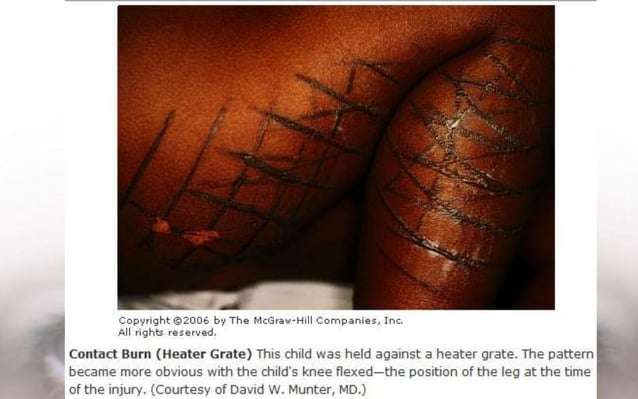 Copyright ©2006 by The McGraw-Hill Companies, Inc.
All rights reserved.
Contact Burn (Heater Grate) This child was held against a heater grate. The pattern
became more obvious with the child's knee flexed—the position of the leg at the time
of the injury. (Courtesy of David W. Munter, MD.)